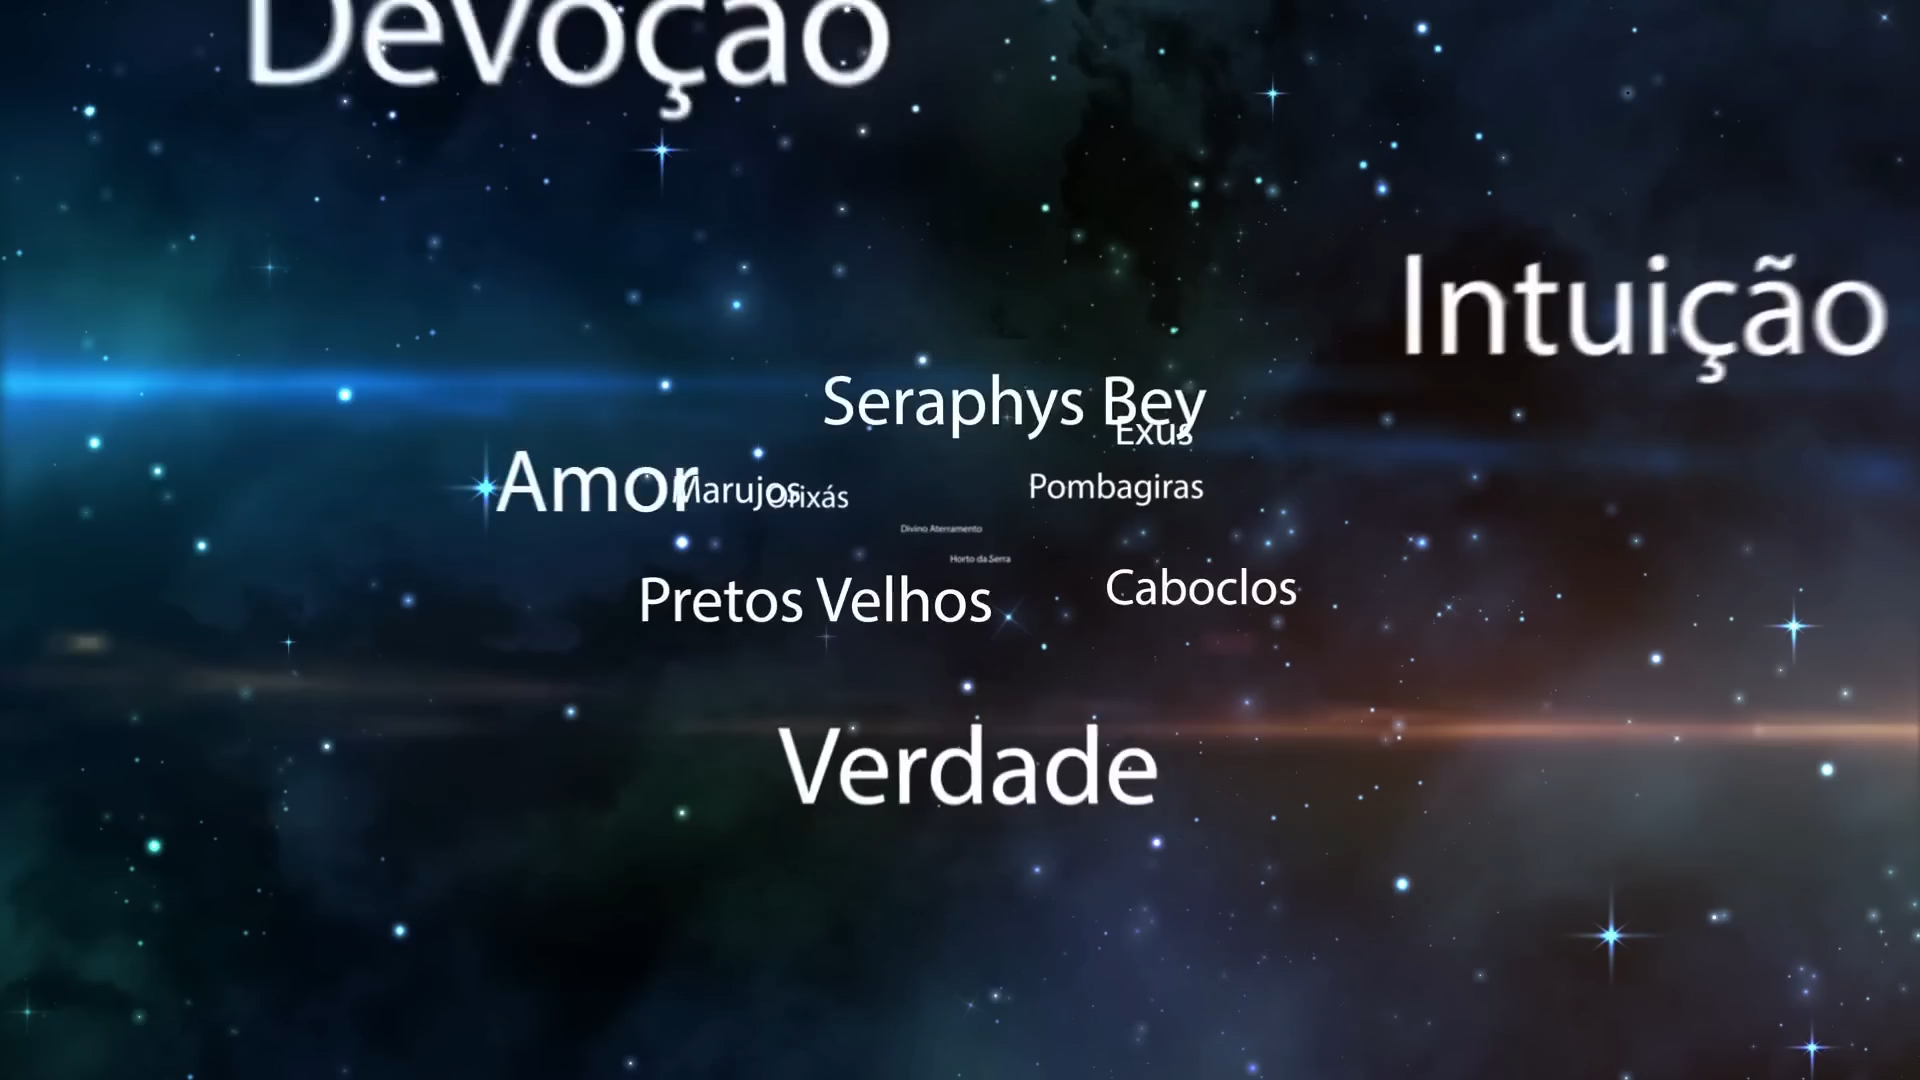 Devoção
Intuição
Seraphys Bey
Exus
Amor
Marujos
Orixás
Pombagiras
Divino Aterramento
Horto da Serra
Pretos Velhos
Caboclos
Verdade